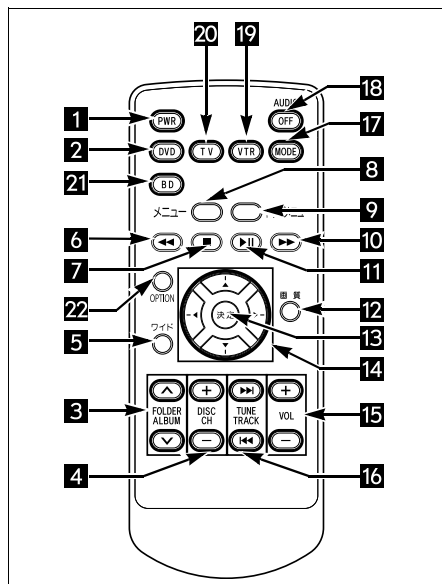 20
19
AUDIO
18
1
PWR
OFF
17
2
DVD
TV
VTR
MODE
8
21
BD
メニュー
9
6
10
7
11
22
OPTION
画質
12
決定
13
ワイド
5
14
3
FOLDER ALBUM
DISC CH
TUNE TRACK
VOL
15
4
16